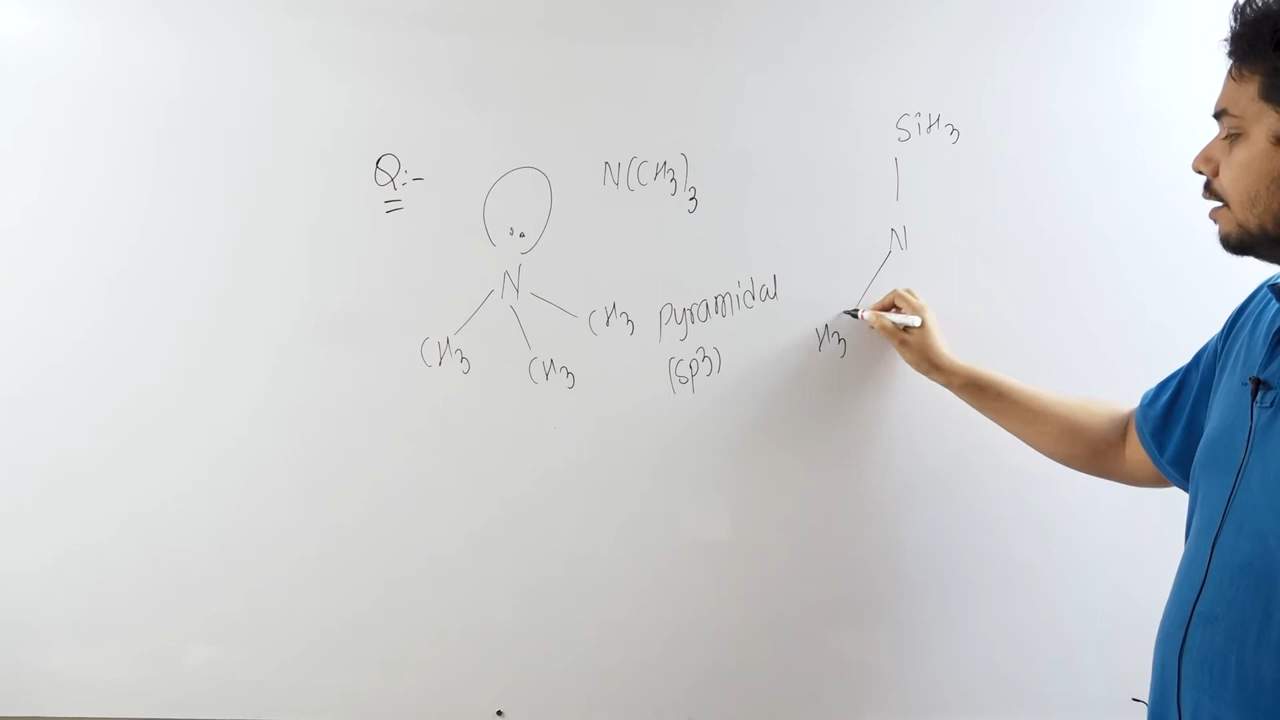 Q:-
N(CH3)3
N
CH3
CH3
CH3
Pyramidal
(sp3)
SiH3
N
H3